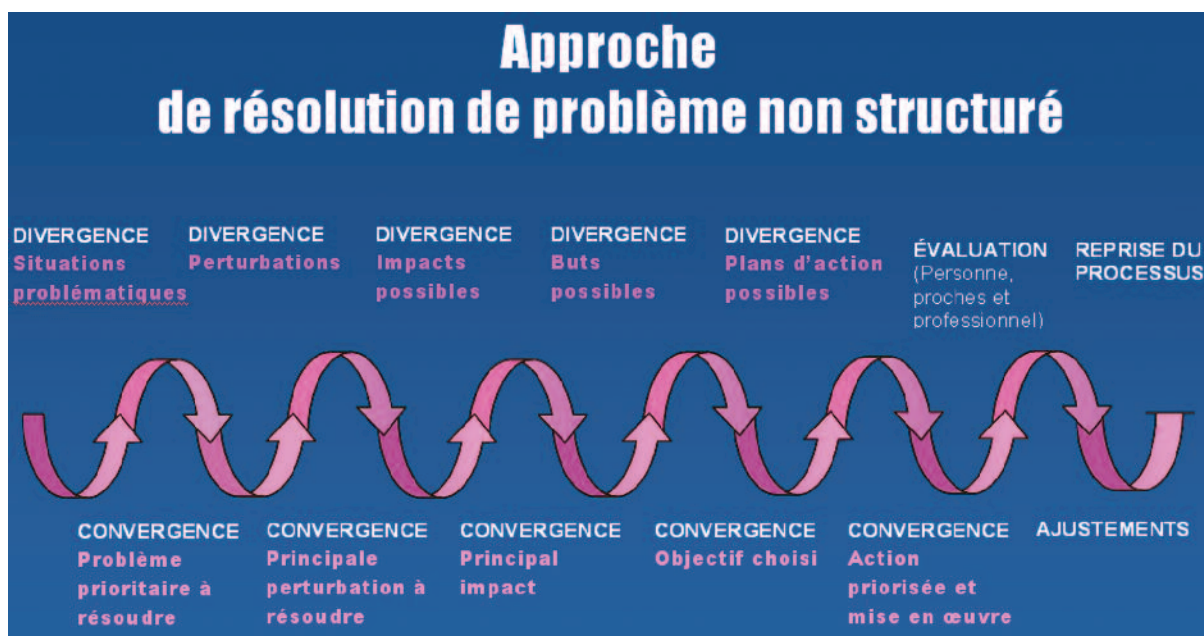 Approche
de résolution de problème non structuré
DIVERGENCE
Situations
problématiques
DIVERGENCE
Perturbations
DIVERGENCE
Impacts
possibles
DIVERGENCE
Buts
possibles
DIVERGENCE
Plans d'action
possibles
ÉVALUATION
(Personne,
proches et
professionnel)
REPRISE DU
PROCESSUS
CONVERGENCE
Problème
prioritaire à
résoudre
CONVERGENCE
Principale
perturbation à
résoudre
CONVERGENCE
Principal
impact
CONVERGENCE
Objectif choisi
CONVERGENCE
Action
priorisée et
mise en œuvre
AJUSTEMENTS